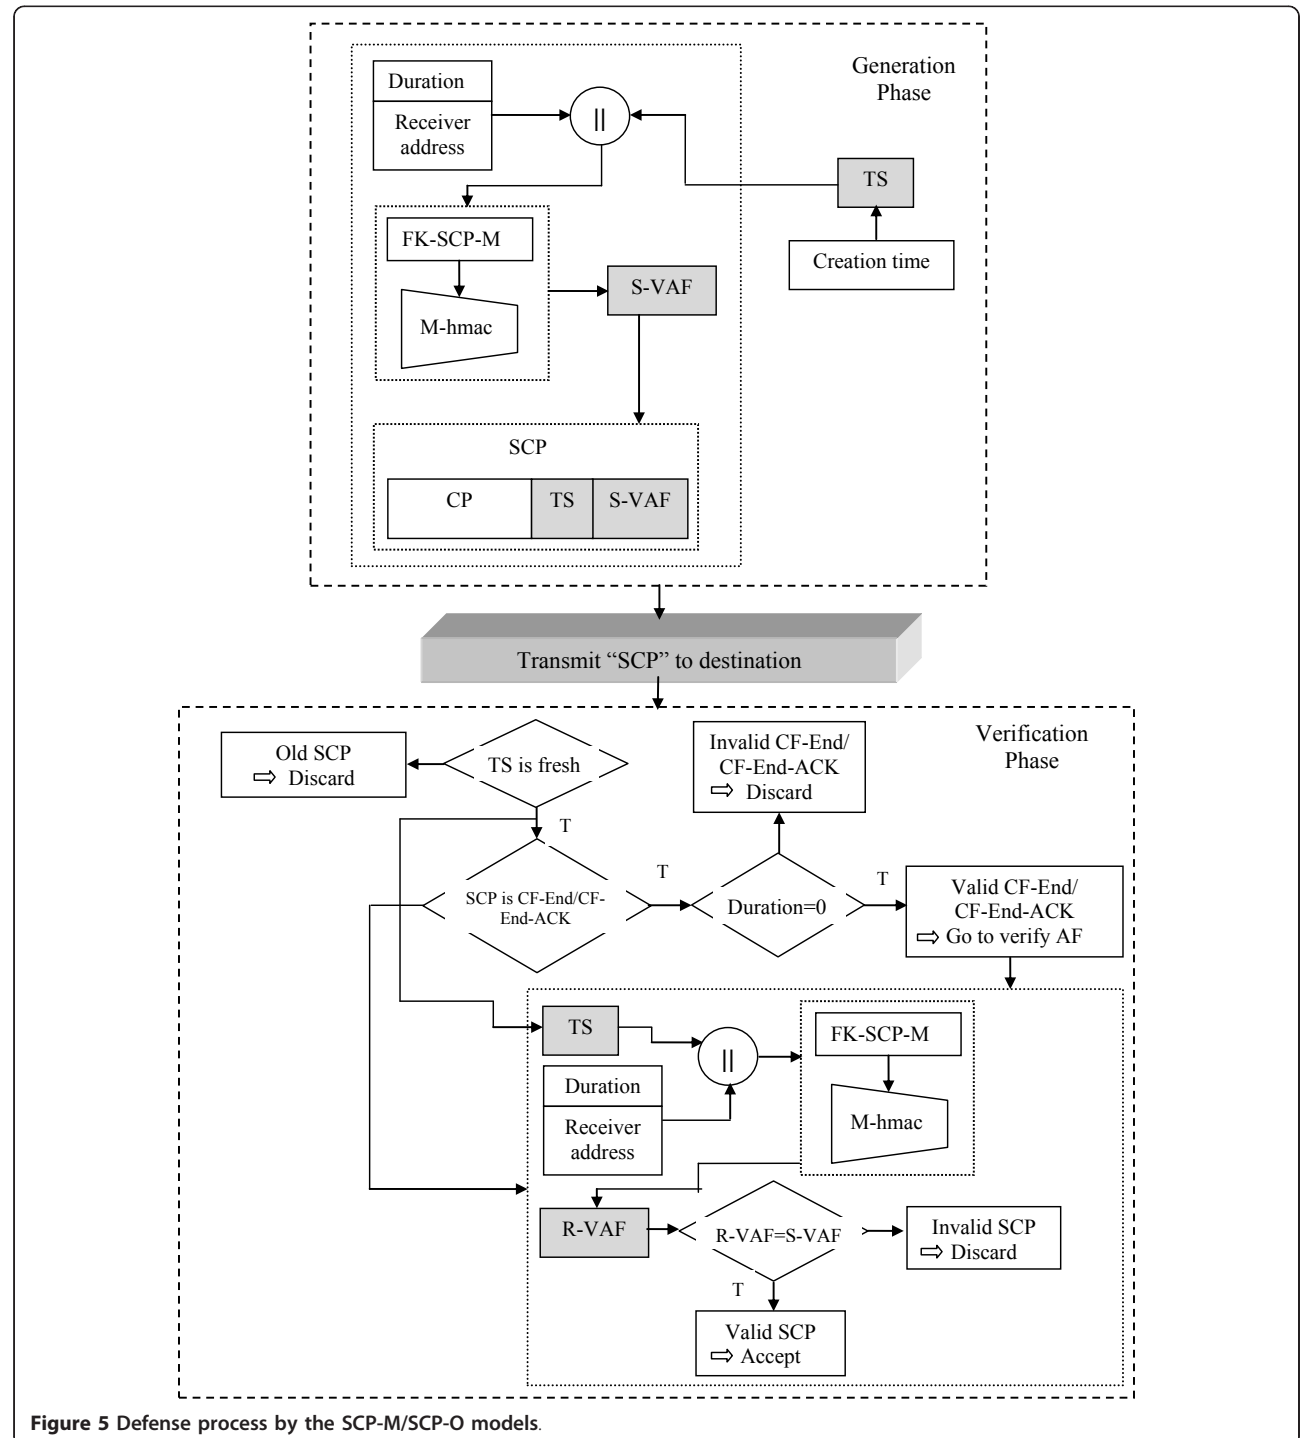 Generation
Phase
Duration
Receiver
address
||
TS
Creation time
FK-SCP-M
M-hmac
S-VAF
SCP
CP
TS
S-VAF
Transmit “SCP” to destination
Verification
Phase
Old SCP
⇨ Discard
TS is fresh
T
Invalid CF-End/
CF-End-ACK
⇨ Discard
SCP is CF-End/CF-
End-ACK
T
Duration=0
T
Valid CF-End/
CF-End-ACK
⇨ Go to verify AF
TS
||
Duration
Receiver
address
FK-SCP-M
M-hmac
R-VAF
R-VAF=S-VAF
Invalid SCP
⇨ Discard
T
Valid SCP
⇨ Accept
Figure 5 Defense process by the SCP-M/SCP-O models.